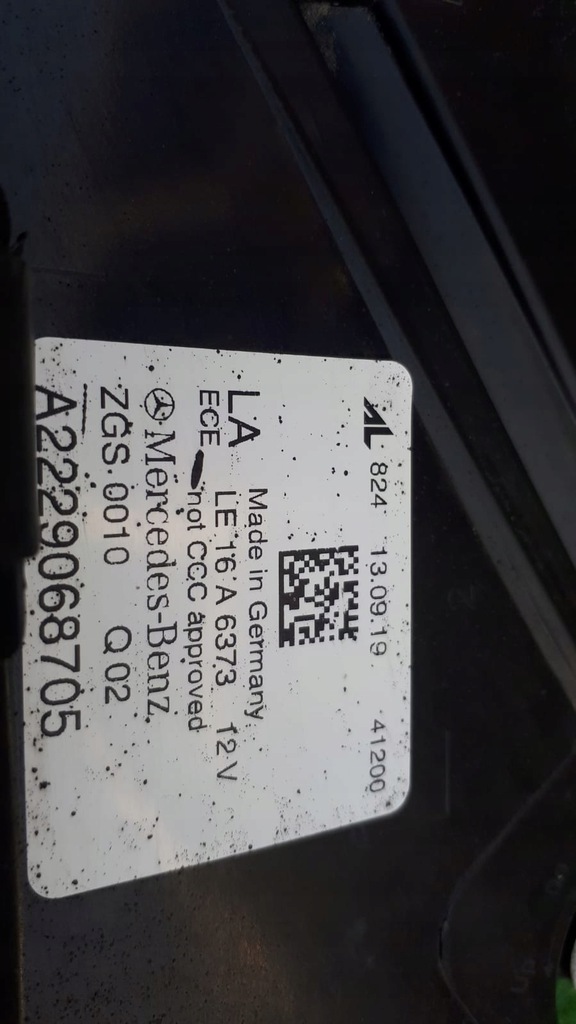 AL 824 13.09.19 41200
Made in Germany
LA LE 16 A 6373 12 V
ECE not CCC approved
Mercedes-Benz
ZGS 0010 Q 02
A2229068705